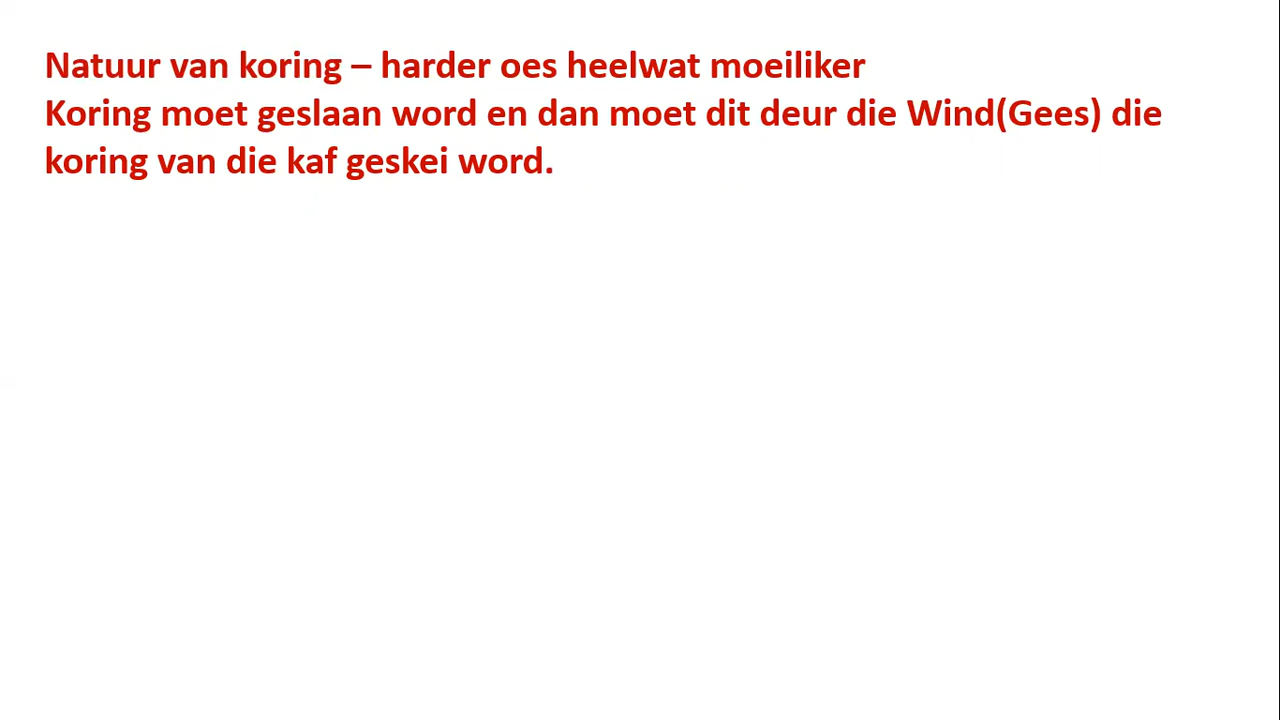 Natuur van koring – harder oes heelwat moeiliker
Koring moet geslaan word en dan moet dit deur die Wind(Gees) die
koring van die kaf geskei word.